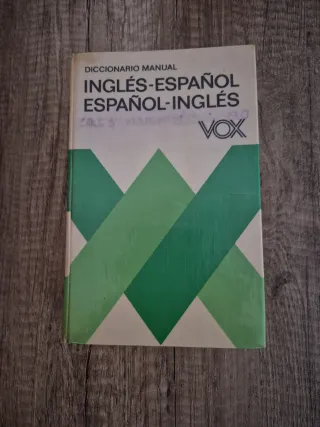 DICCIONARIO MANUAL
INGLÉS-ESPAÑOL
ESPAÑOL-INGLÉS
VOX